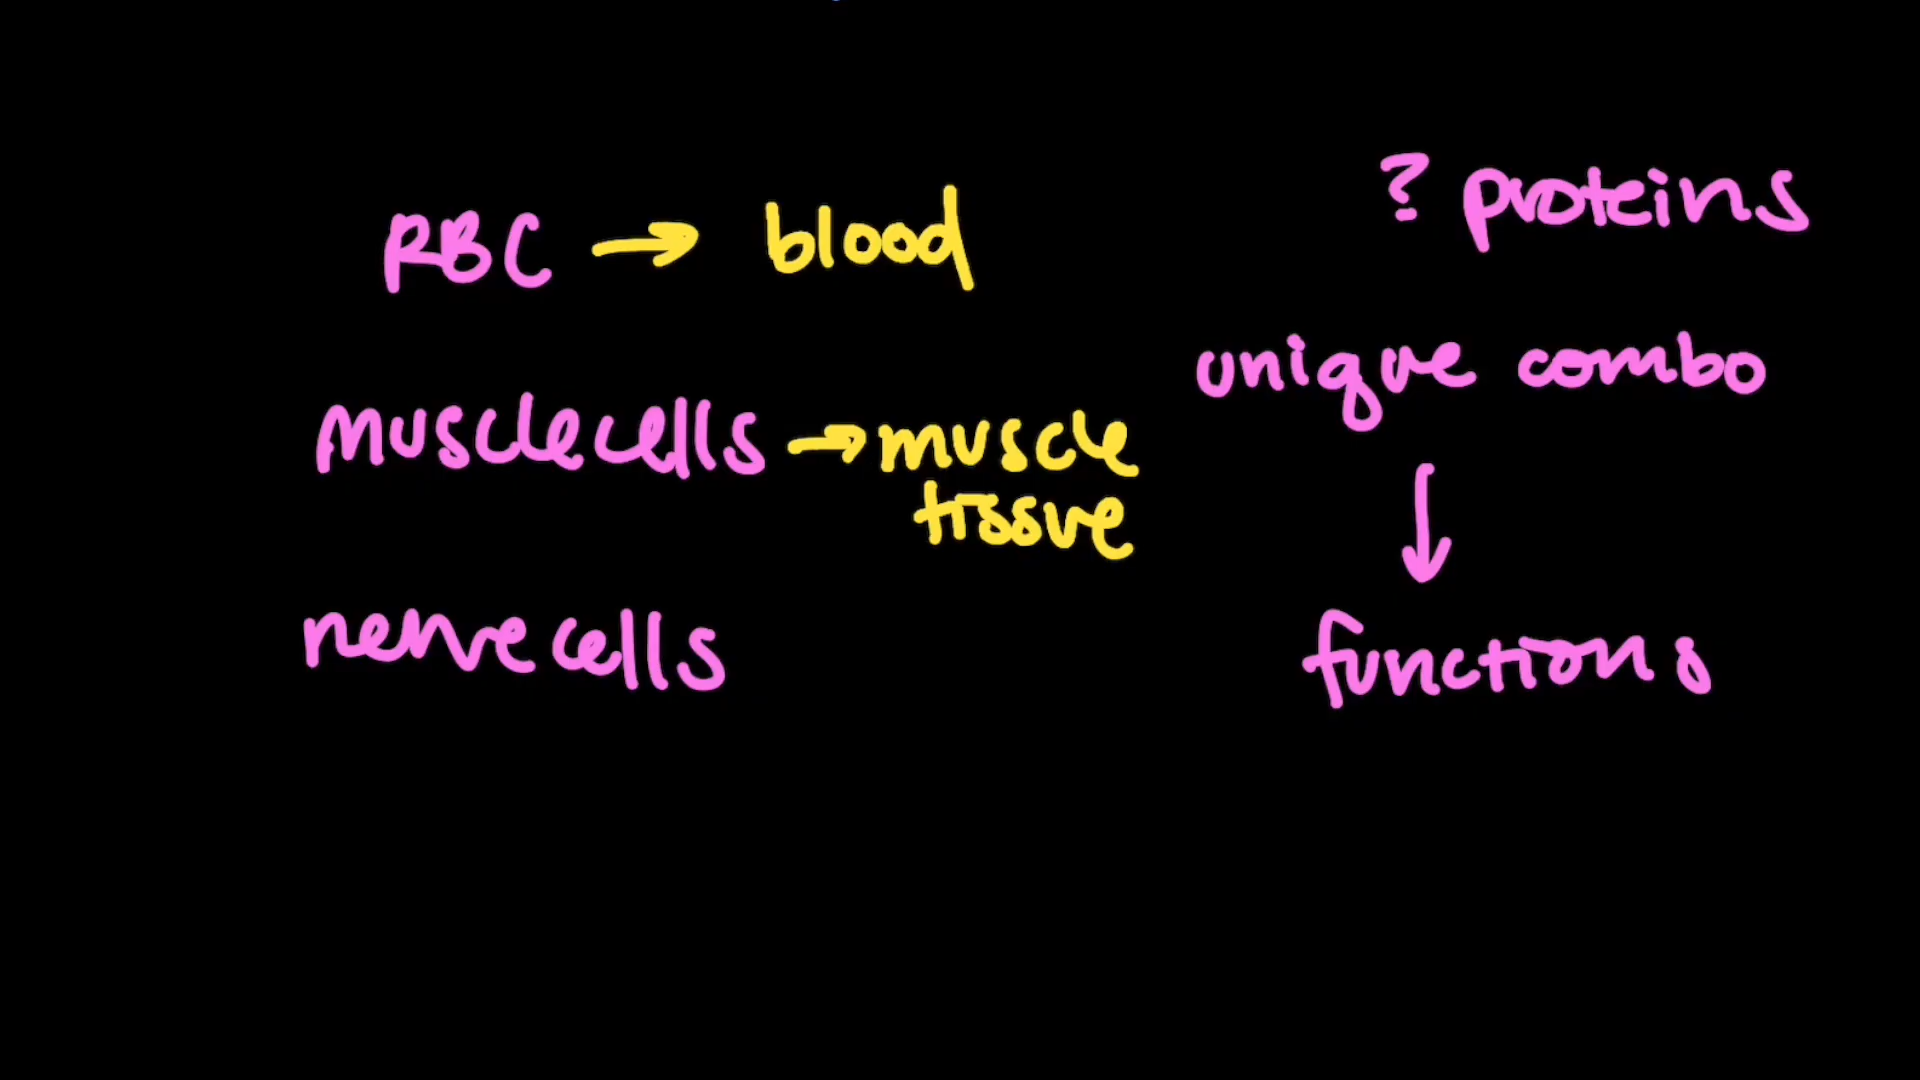 RBC → blood
muscle cells → muscle
tissue
nerve cells
? proteins
unique combo
↓
functions